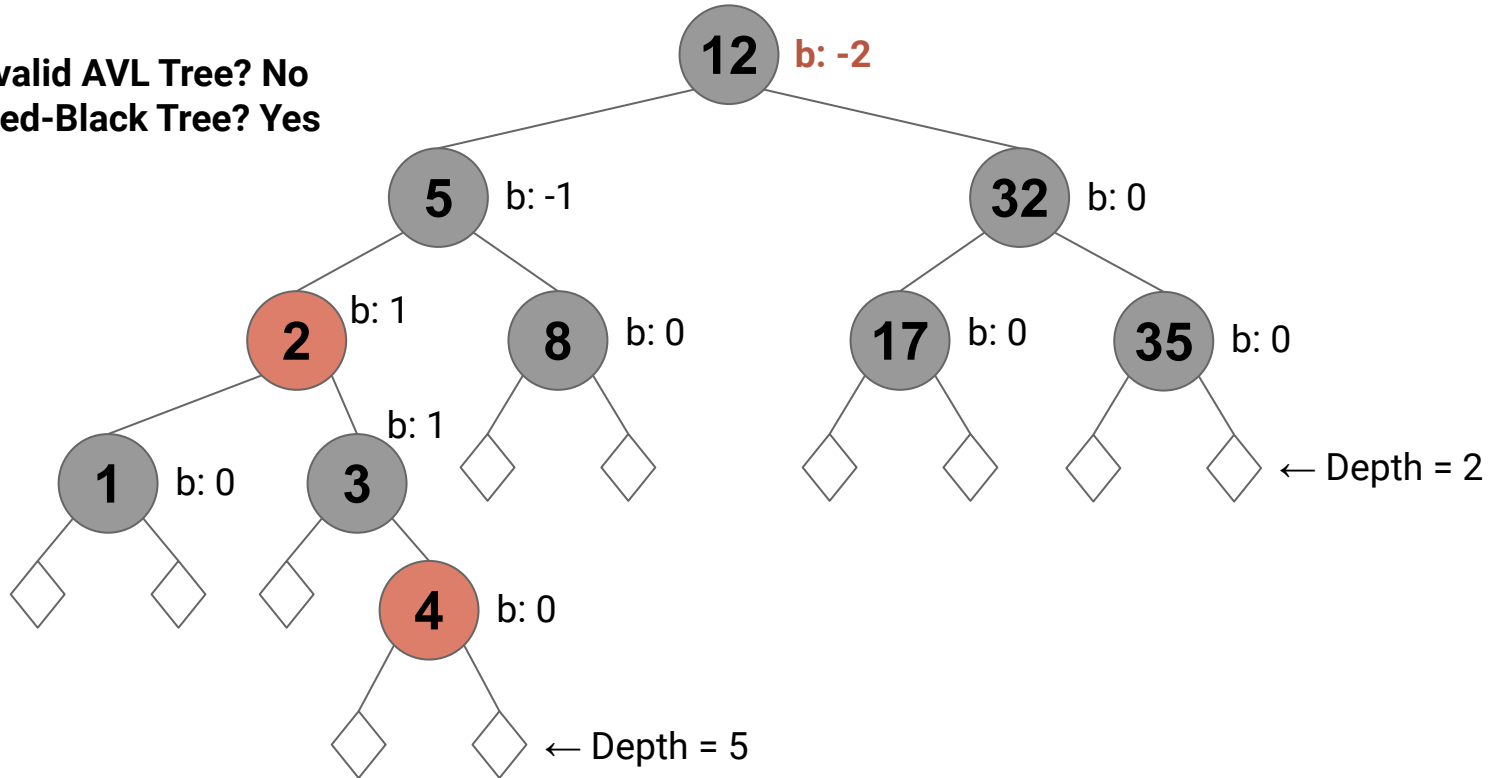 valid AVL Tree? No
ed-Black Tree? Yes
12 b: -2
5 b: -1
32 b: 0
2 b: 1
8 b: 0
17 b: 0
35 b: 0
1 b: 0
3 b: 1
← Depth = 2
4 b: 0
← Depth = 5